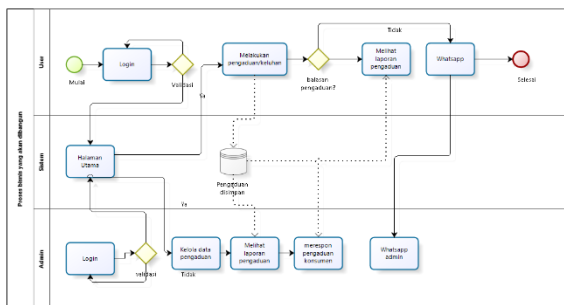 Proses bisnis yang akan dibangun
User
Mulai
Login
Validasi
Ya
Melakukan
pengaduan/keluhan
balasan
pengaduan?
Tidak
Melihat
laporan
pengaduan
Whatsapp
Selesai
Sistem
Halaman
Utama
Pengaduan
disimpan
Admin
Login
validasi
Ya
Tidak
Kelola data
pengaduan
Melihat
laporan
pengaduan
merespon
pengaduan
konsumen
Whatsapp
admin